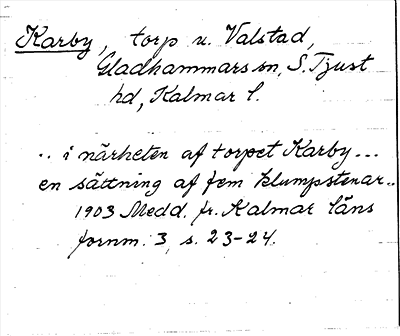 Karby, torp u. Valstad,
Gladhammars sn, S. Tjust
hd, Kalmar l.
.. i närheten af torpet Karby...
en sättning af fem klumpstenar..
1903 Medd. fr. Kalmar läns
fornm. 3, s. 23-24.